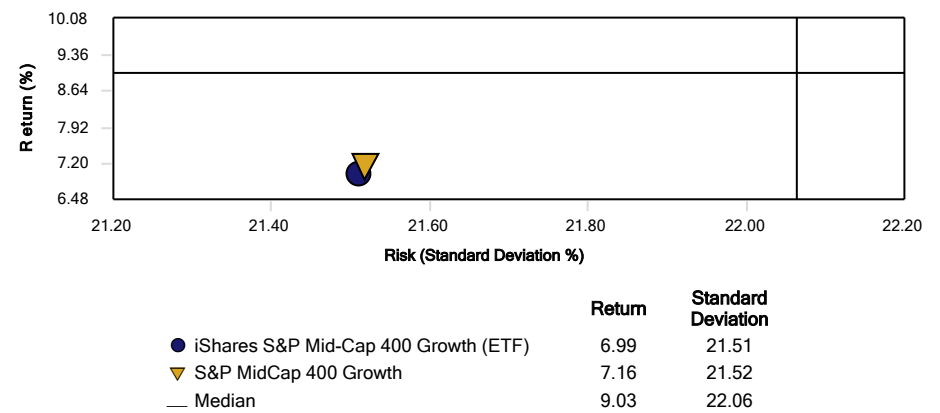 10.08
9.36
8.64
7.92
7.20
6.48
Return (%)
21.20 21.40 21.60 21.80 22.00 22.20
Risk (Standard Deviation %)
Return Standard Deviation
iShares S&P Mid-Cap 400 Growth (ETF) 6.99 21.51
S&P MidCap 400 Growth 7.16 21.52
Median 9.03 22.06